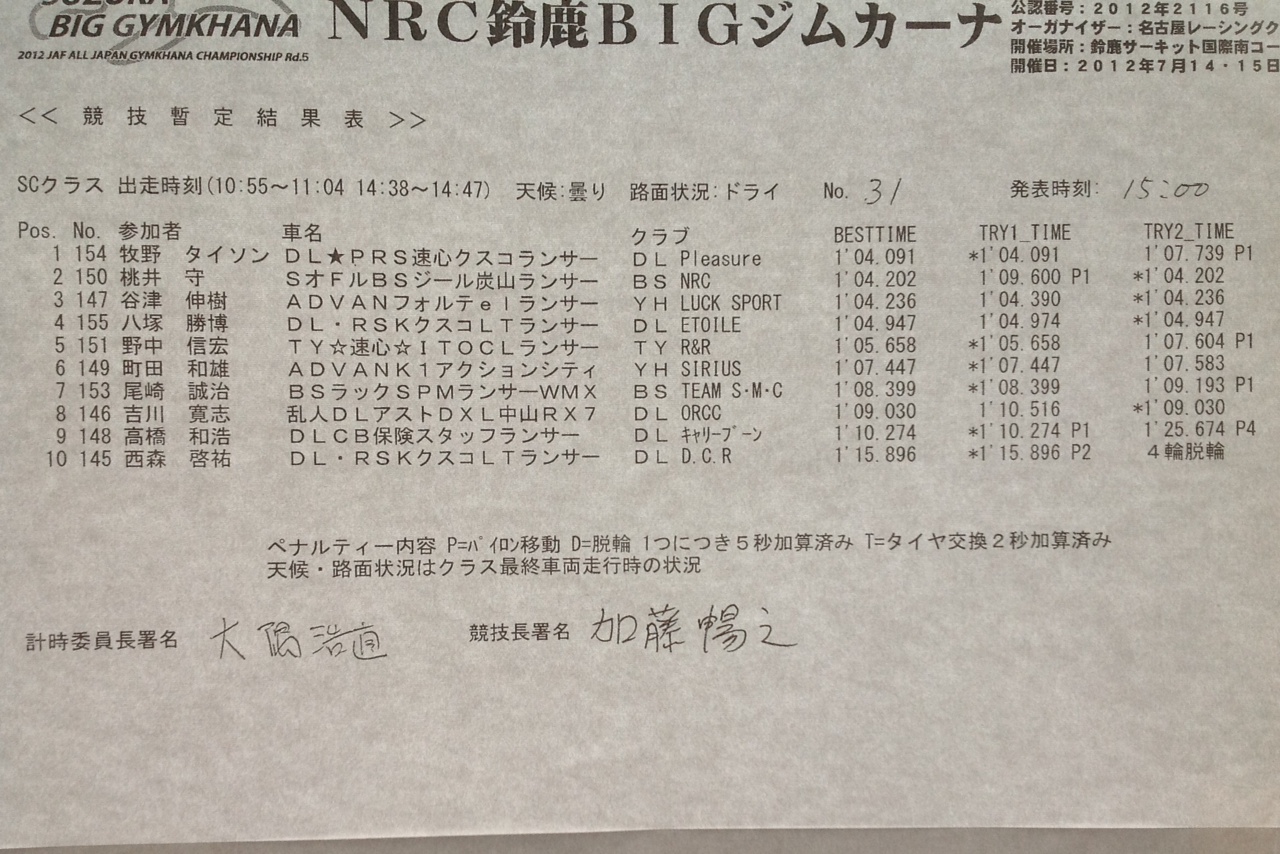 BIG GYMKHANA
2012 JAF ALL JAPAN GYMKHANA CHAMPIONSHIP Rd.5
NRC鈴鹿BIGジムカーナ
公認番号：2012年2116号
オーガナイザー：名古屋レーシングク
開催場所：鈴鹿サーキット国際南コー
開催日：2012年7月14・15日
<< 競技暫定結果表 >>
SCクラス 出走時刻(10:55～11:04 14:38～14:47) 天候:曇り 路面状況:ドライ No. 31 発表時刻: 15:00
Pos. No. 参加者 車名 クラブ BESTTIME TRY1_TIME TRY2_TIME
1 154 牧野 タイソン DL★PRS速心クスコランサー DL Pleasure 1'04.091 *1'04.091 1'07.739 P1
2 150 桃井 守 SオFルBSジール炭山ランサー BS NRC 1'04.202 1'09.600 P1 *1'04.202
3 147 谷津 伸樹 ADVANフォルテelランサー YH LUCK SPORT 1'04.236 1'04.390 *1'04.236
4 155 八塚 勝博 DL・RSKクスコLTランサー DL ETOILE 1'04.947 1'04.974 *1'04.947
5 151 野中 信宏 TY☆速心☆ITOCLランサー TY R&R 1'05.658 *1'05.658 1'07.604 P1
6 149 町田 和雄 ADVANK1アクションシティ YH SIRIUS 1'07.447 *1'07.447 1'07.583
7 153 尾崎 誠治 BSラックSPMランサーWMX BS TEAM S･M･C 1'08.399 *1'08.399 1'09.193 P1
8 146 吉川 寛志 乱人DLアストDXL中山RX7 DL ORCC 1'09.030 1'10.516 *1'09.030
9 148 高橋 和浩 DLCB保険スタッフランサー DL ｷｬﾘｰﾌﾞｰﾝ 1'10.274 *1'10.274 P1 1'25.674 P4
10 145 西森 啓祐 DL・RSKクスコLTランサー DL D.C.R 1'15.896 *1'15.896 P2 4輪脱輪
ペナルティー内容 P=ﾊﾟｲﾛﾝ移動 D=脱輪 1つにつき5秒加算済み T=タイヤ交換2秒加算済み
天候・路面状況はクラス最終車両走行時の状況
計時委員長署名 大隅浩直 競技長署名 加藤暢之